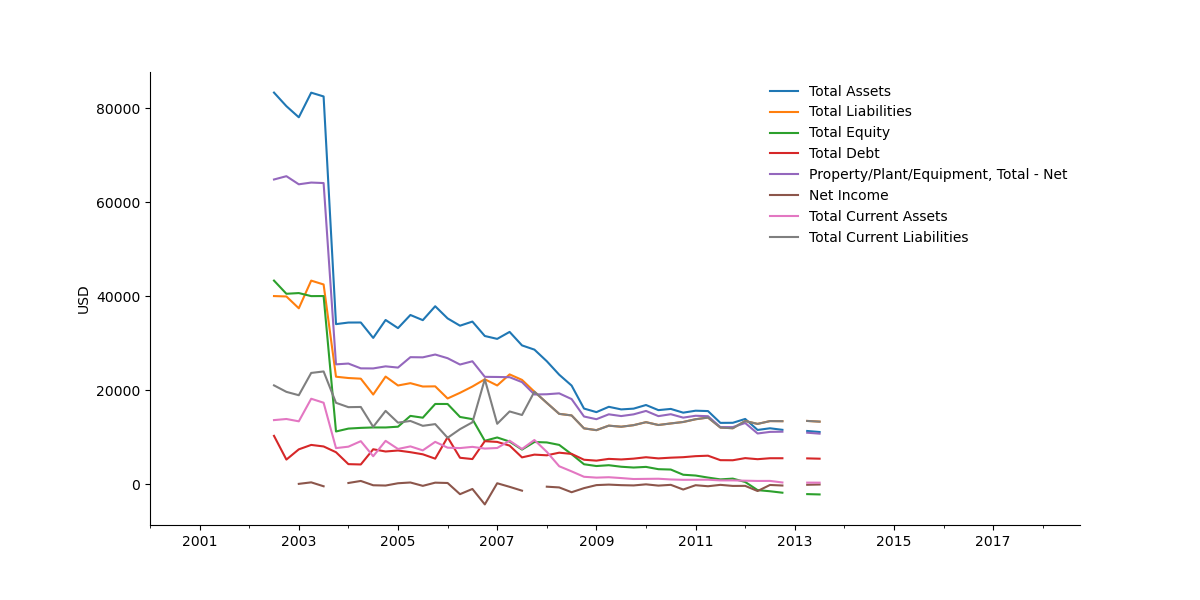 Total Assets
Total Liabilities
Total Equity
Total Debt
Property/Plant/Equipment, Total - Net
Net Income
Total Current Assets
Total Current Liabilities
USD
80000
60000
40000
20000
0
2001 2003 2005 2007 2009 2011 2013 2015 2017